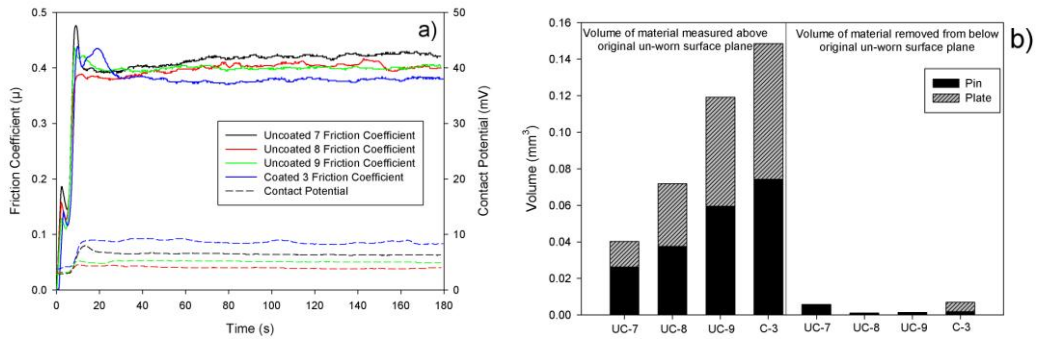 a)
Friction Coefficient (µ)
0.5
0.4
0.3
0.2
0.1
0.0
Uncoated 7 Friction Coefficient
Uncoated 8 Friction Coefficient
Uncoated 9 Friction Coefficient
Coated 3 Friction Coefficient
Contact Potential
50
40
30
20
10
0
Contact Potential (mV)
0 20 40 60 80 100 120 140 160 180
Time (s)
b)
Volume (mm³)
0.16
0.14
0.12
0.10
0.08
0.06
0.04
0.02
0.00
Volume of material measured above
original un-worn surface plane
Volume of material removed from below
original un-worn surface plane
Pin
Plate
UC-7 UC-8 UC-9 C-3 UC-7 UC-8 UC-9 C-3